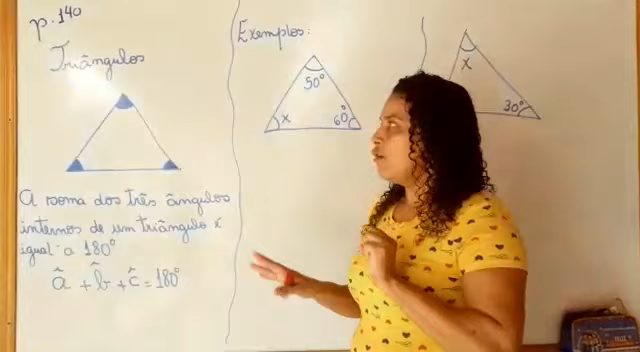 p. 140
Triângulos
A soma dos três ângulos
internos de um triângulo é
igual a 180°
â + b̂ + ĉ = 180°
Exemplos:
50°
x
60°
x
30°